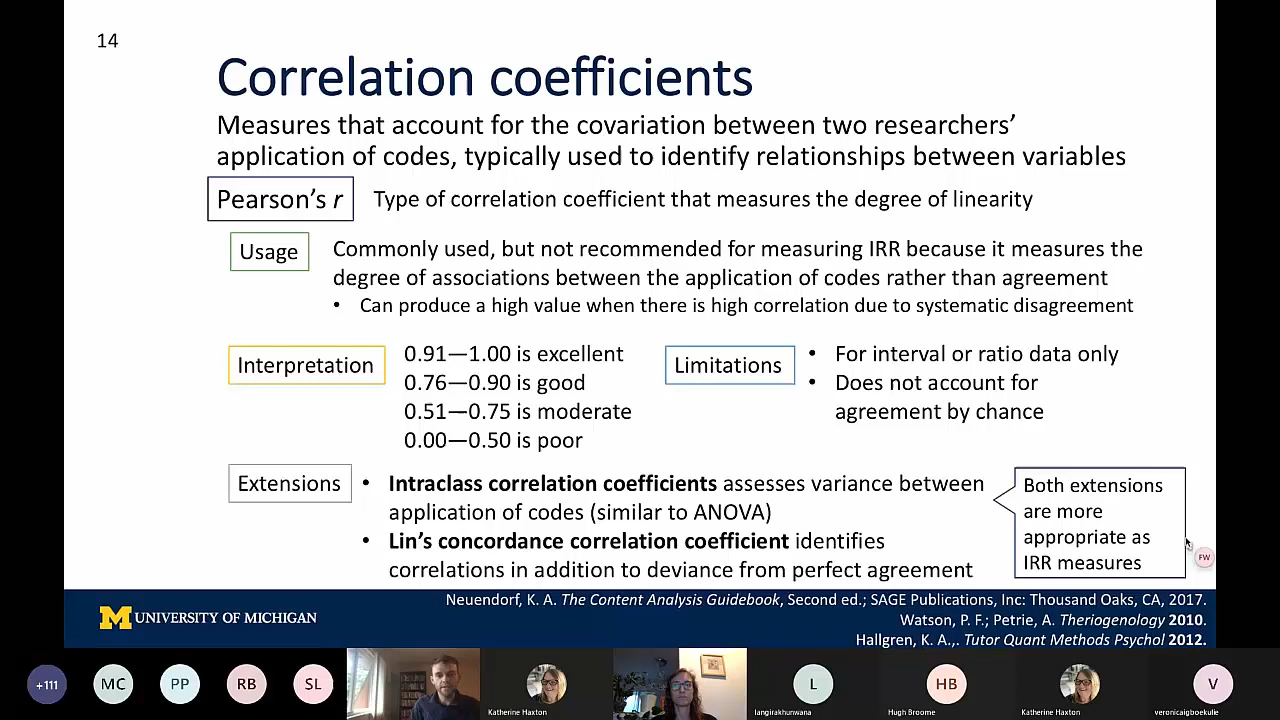 14
Correlation coefficients
Measures that account for the covariation between two researchers’
application of codes, typically used to identify relationships between variables
Pearson’s r
Type of correlation coefficient that measures the degree of linearity
Usage
Commonly used, but not recommended for measuring IRR because it measures the
degree of associations between the application of codes rather than agreement
• Can produce a high value when there is high correlation due to systematic disagreement
Interpretation
0.91—1.00 is excellent
0.76—0.90 is good
0.51—0.75 is moderate
0.00—0.50 is poor
Limitations
• For interval or ratio data only
• Does not account for
agreement by chance
Extensions
• Intraclass correlation coefficients assesses variance between
application of codes (similar to ANOVA)
• Lin’s concordance correlation coefficient identifies
correlations in addition to deviance from perfect agreement
Both extensions
are more
appropriate as
IRR measures
FW
M UNIVERSITY OF MICHIGAN
Neuendorf, K. A. The Content Analysis Guidebook, Second ed.; SAGE Publications, Inc: Thousand Oaks, CA, 2017.
Watson, P. F.; Petrie, A. Theriogenology 2010.
Hallgren, K. A.,. Tutor Quant Methods Psychol 2012.
+111
MC
PP
RB
SL
Katherine Haxton
L
langirakhunwana
HB
Hugh Broome
Katherine Haxton
V
veronicaigboekulie